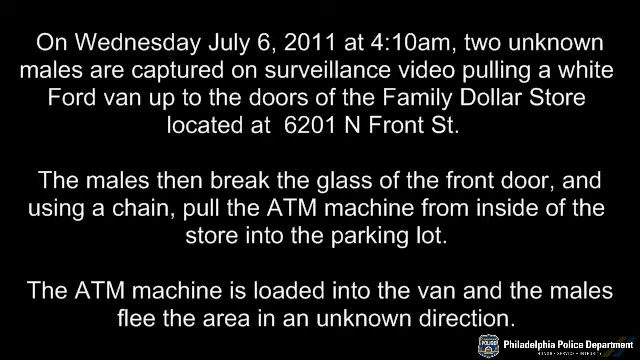 On Wednesday July 6, 2011 at 4:10am, two unknown
males are captured on surveillance video pulling a white
Ford van up to the doors of the Family Dollar Store
located at 6201 N Front St.
The males then break the glass of the front door, and
using a chain, pull the ATM machine from inside of the
store into the parking lot.
The ATM machine is loaded into the van and the males
flee the area in an unknown direction.
Philadelphia Police Department
HONOR • SERVICE • INTEGRITY